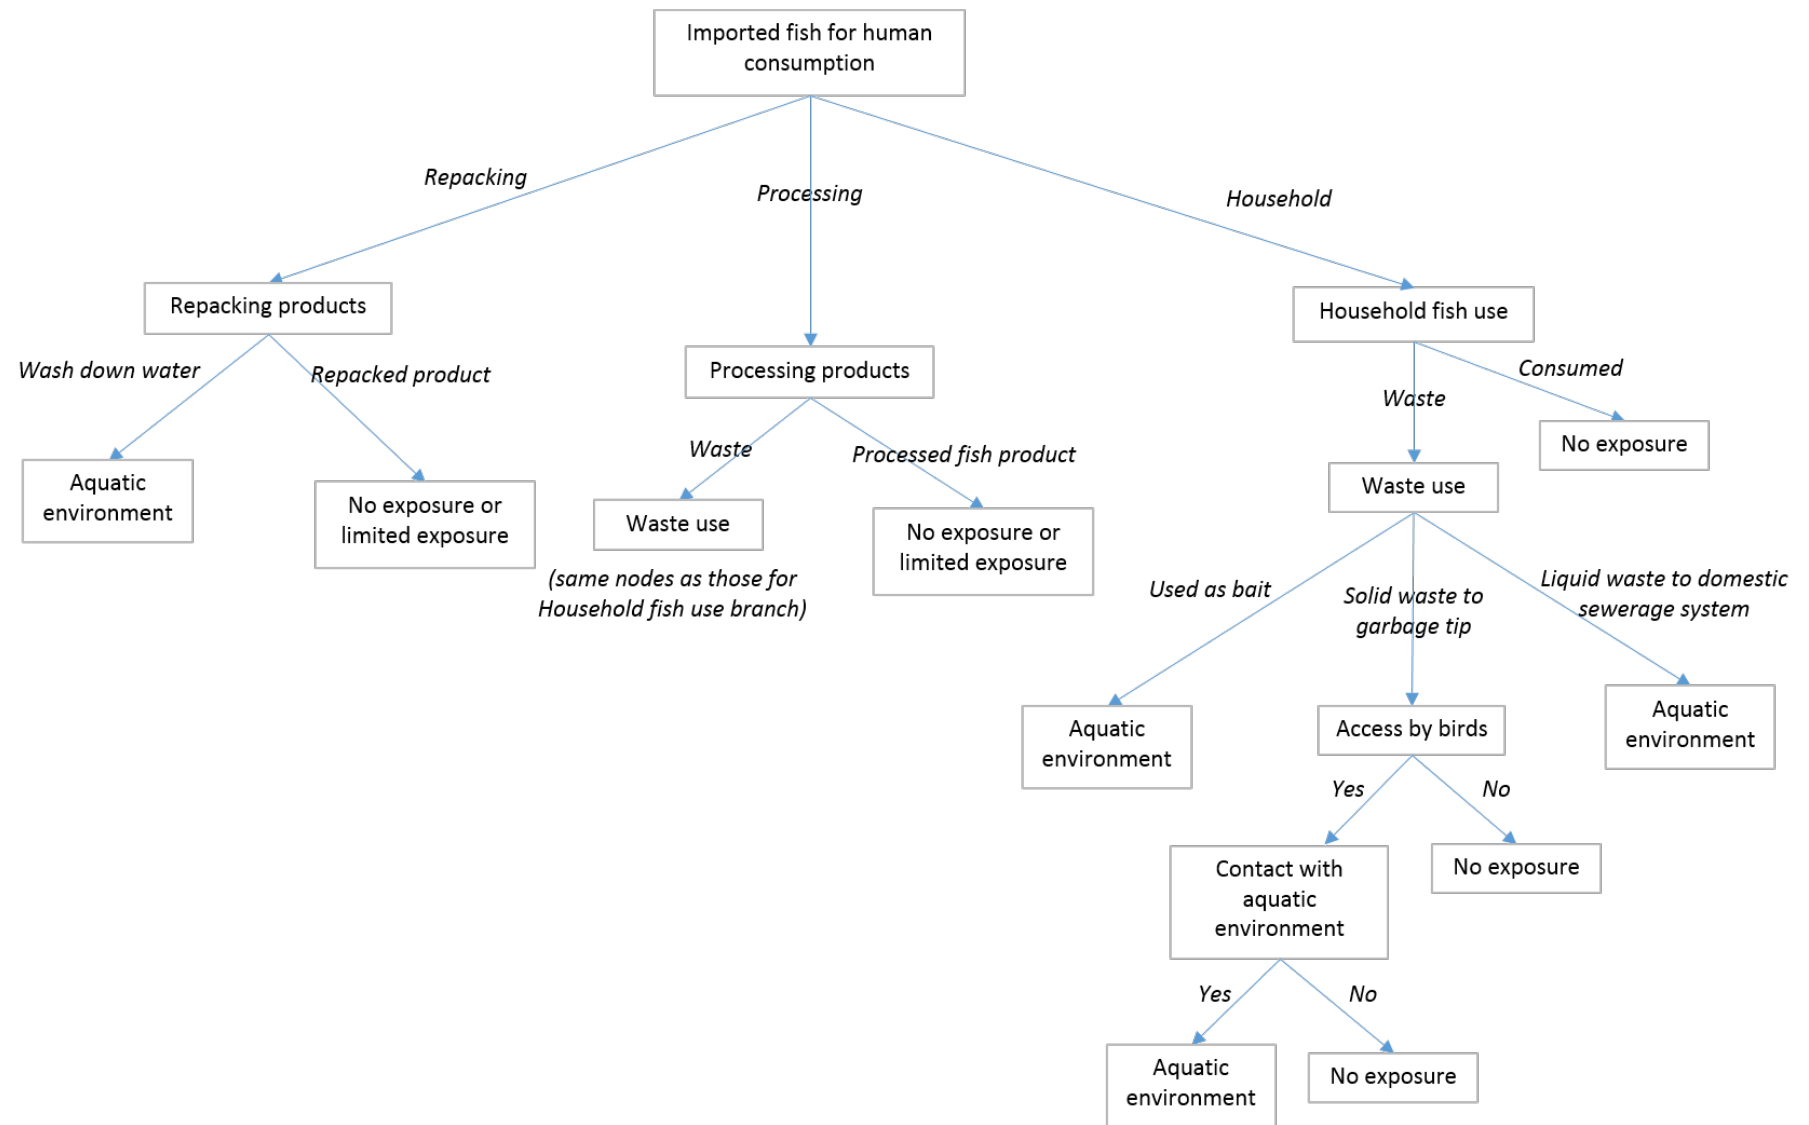 Imported fish for human
consumption
Repacking
Processing
Household
Repacking products
Household fish use
Wash down water
Repacked product
Processing products
Consumed
Waste
No exposure
Waste
Processed fish product
Aquatic
environment
No exposure or
limited exposure
Waste use
No exposure or
limited exposure
Waste use
(same nodes as those for
Household fish use branch)
Used as bait
Solid waste to
garbage tip
Liquid waste to domestic
sewerage system
Aquatic
environment
Access by birds
Aquatic
environment
Yes
No
Contact with
aquatic
environment
No exposure
Yes
No
Aquatic
environment
No exposure